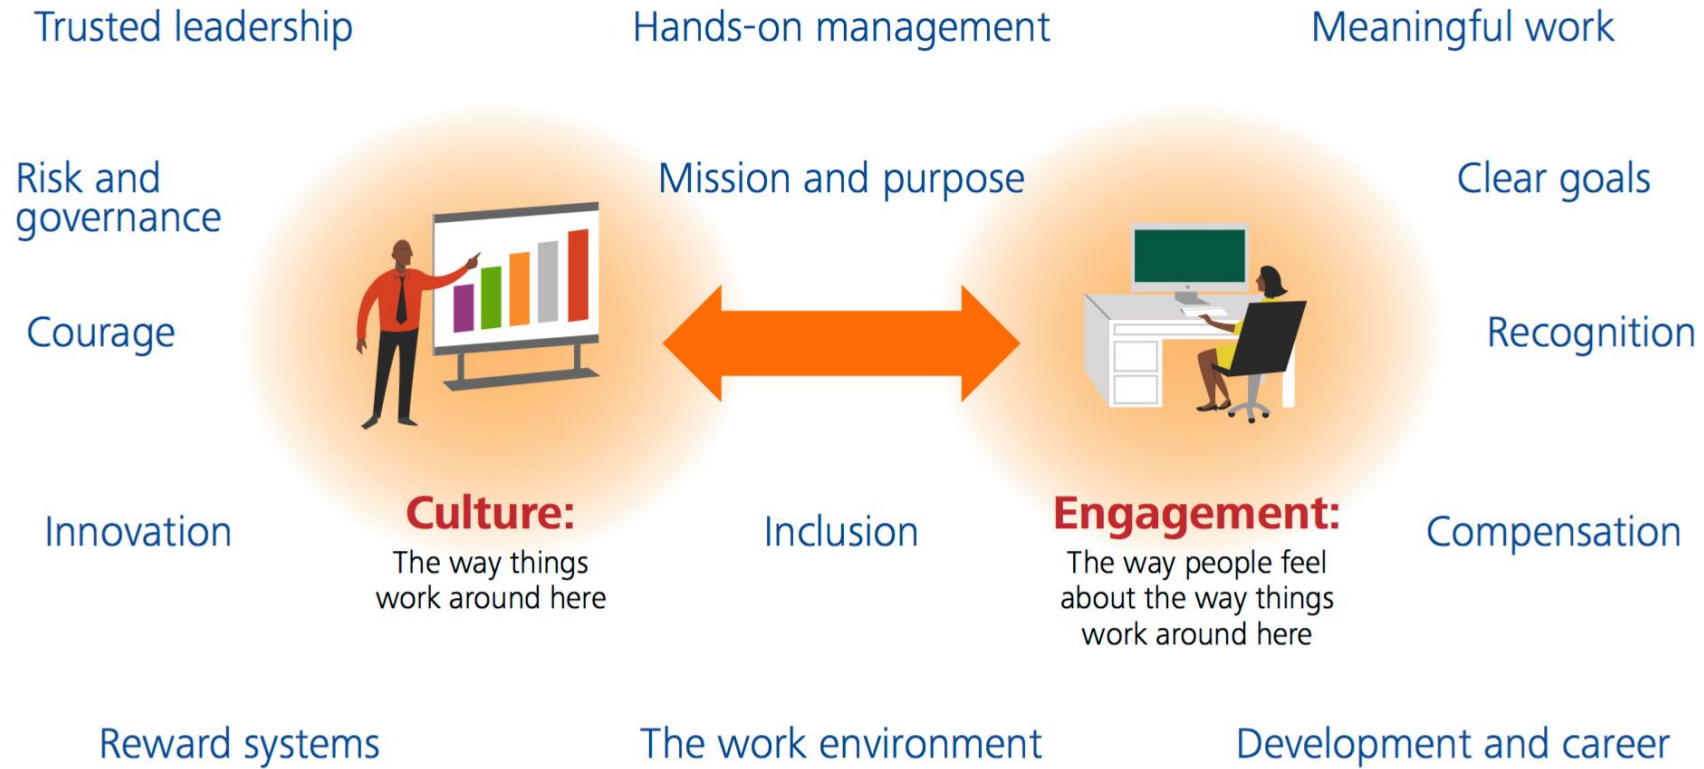 Trusted leadership
Hands-on management
Meaningful work
Risk and
governance
Mission and purpose
Clear goals
Courage
Recognition
Innovation
Culture:
The way things
work around here
Inclusion
Engagement:
The way people feel
about the way things
work around here
Compensation
Reward systems
The work environment
Development and career